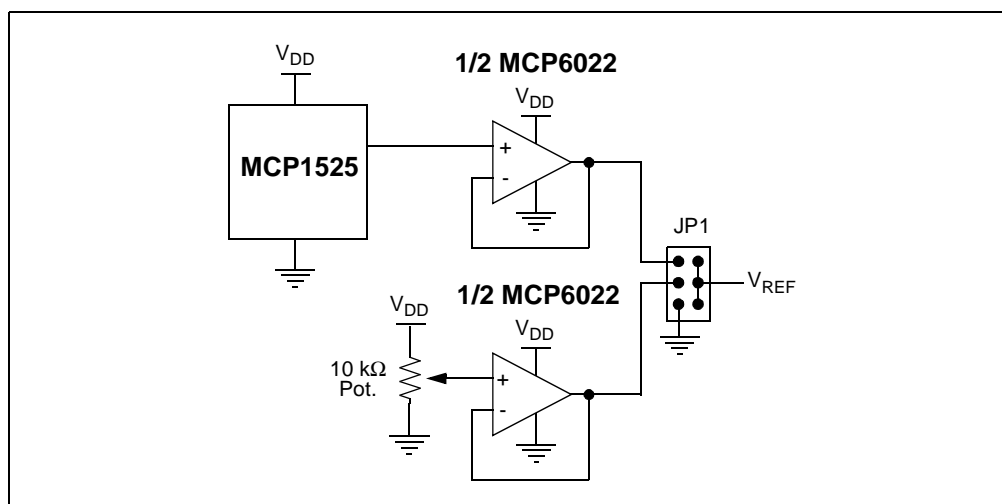 V_DD
1/2 MCP6022
V_DD
MCP1525
+
-
JP1
V_REF
1/2 MCP6022
V_DD
V_DD
10 kΩ
Pot.
+
-